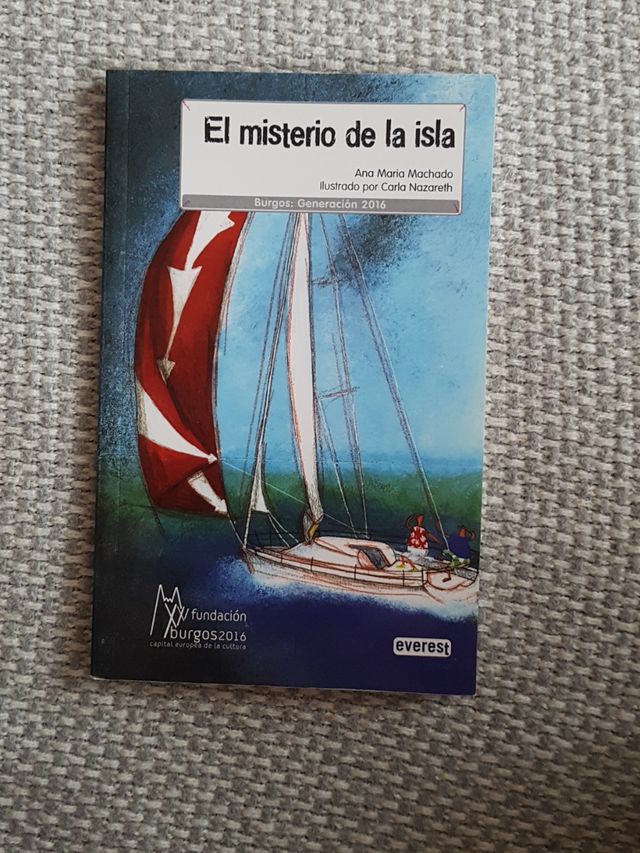 El misterio de la isla
Ana Maria Machado
Ilustrado por Carla Nazareth
Burgos: Generación 2016
fundación
burgos2016
capital europea de la cultura
everest